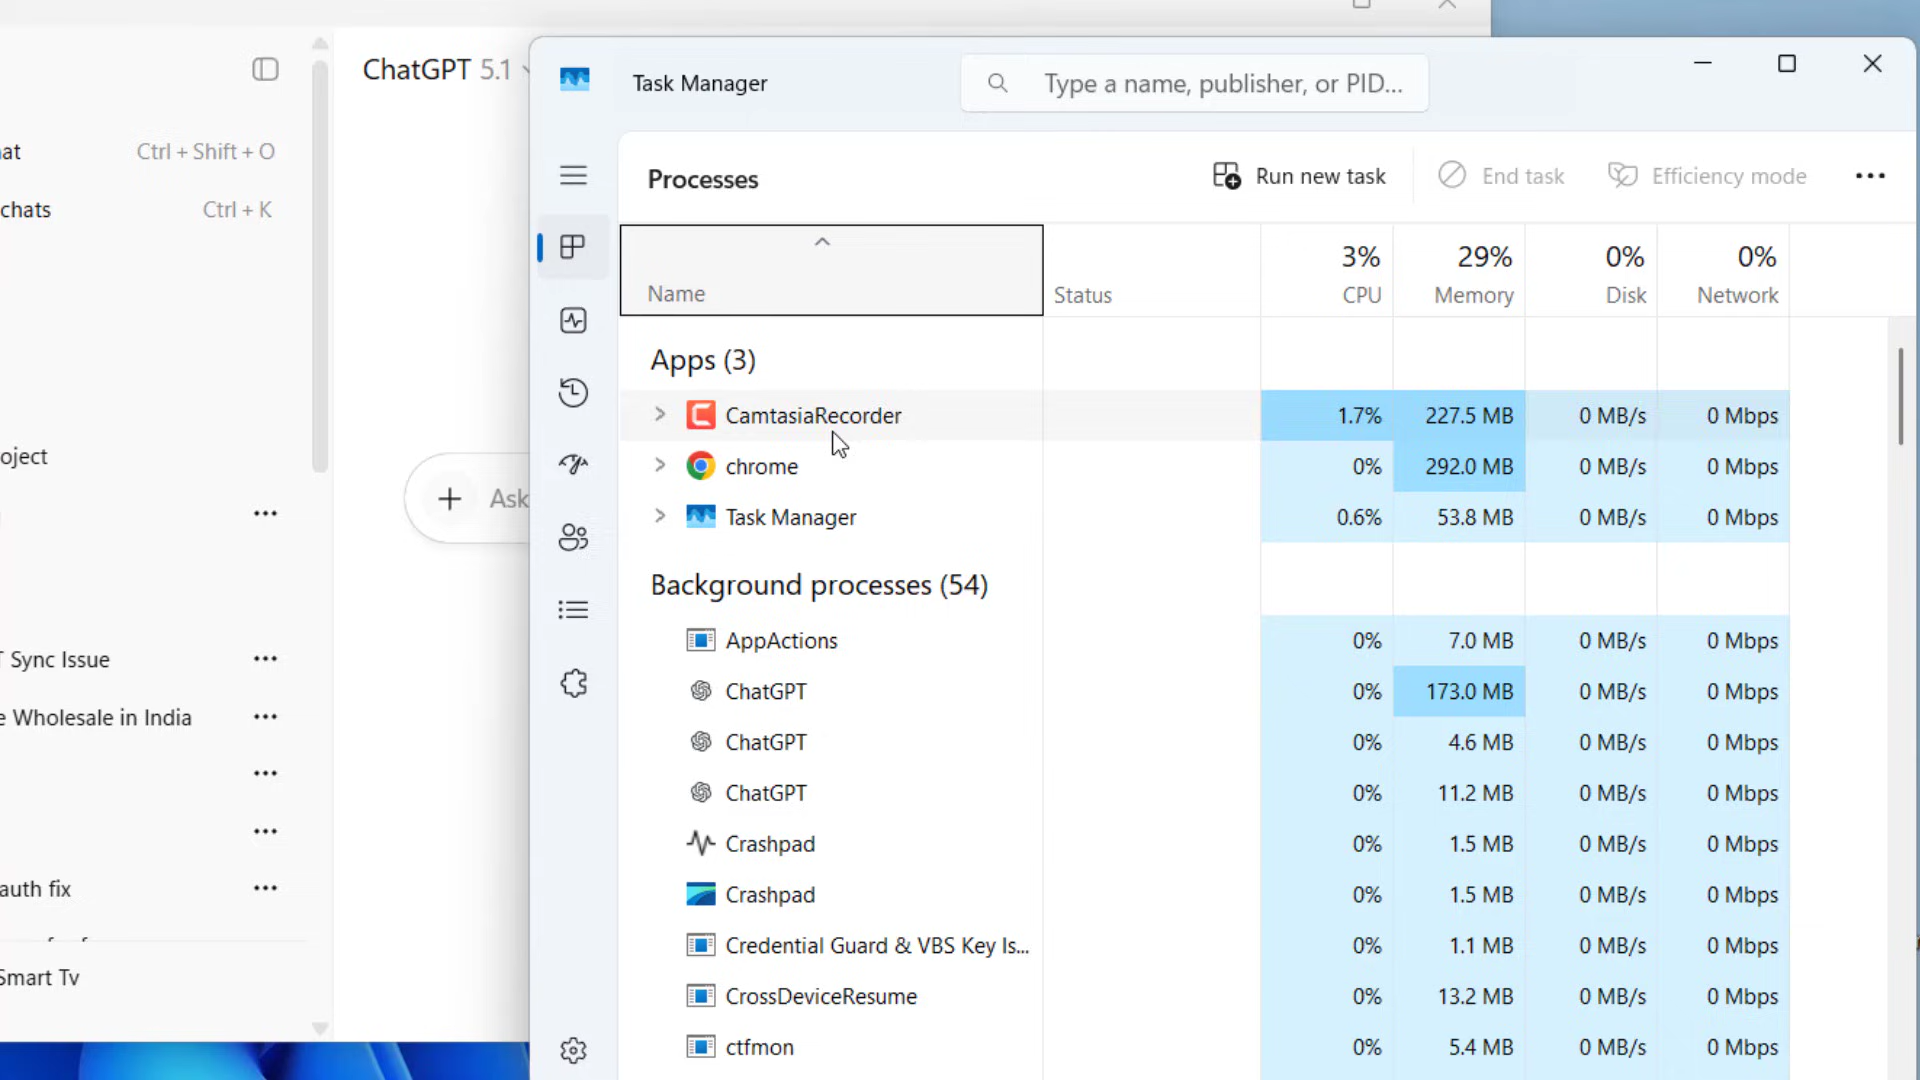 ChatGPT 5.1
at
Ctrl + Shift + O
chats
Ctrl + K
oject
Sync Issue
e Wholesale in India
auth fix
Smart Tv
Ask
Task Manager
Type a name, publisher, or PID...
Processes
Run new task
End task
Efficiency mode
Name
Status
3% CPU
29% Memory
0% Disk
0% Network
Apps (3)
CamtasiaRecorder 1.7% 227.5 MB 0 MB/s 0 Mbps
chrome 0% 292.0 MB 0 MB/s 0 Mbps
Task Manager 0.6% 53.8 MB 0 MB/s 0 Mbps
Background processes (54)
AppActions 0% 7.0 MB 0 MB/s 0 Mbps
ChatGPT 0% 173.0 MB 0 MB/s 0 Mbps
ChatGPT 0% 4.6 MB 0 MB/s 0 Mbps
ChatGPT 0% 11.2 MB 0 MB/s 0 Mbps
Crashpad 0% 1.5 MB 0 MB/s 0 Mbps
Crashpad 0% 1.5 MB 0 MB/s 0 Mbps
Credential Guard & VBS Key Is... 0% 1.1 MB 0 MB/s 0 Mbps
CrossDeviceResume 0% 13.2 MB 0 MB/s 0 Mbps
ctfmon 0% 5.4 MB 0 MB/s 0 Mbps